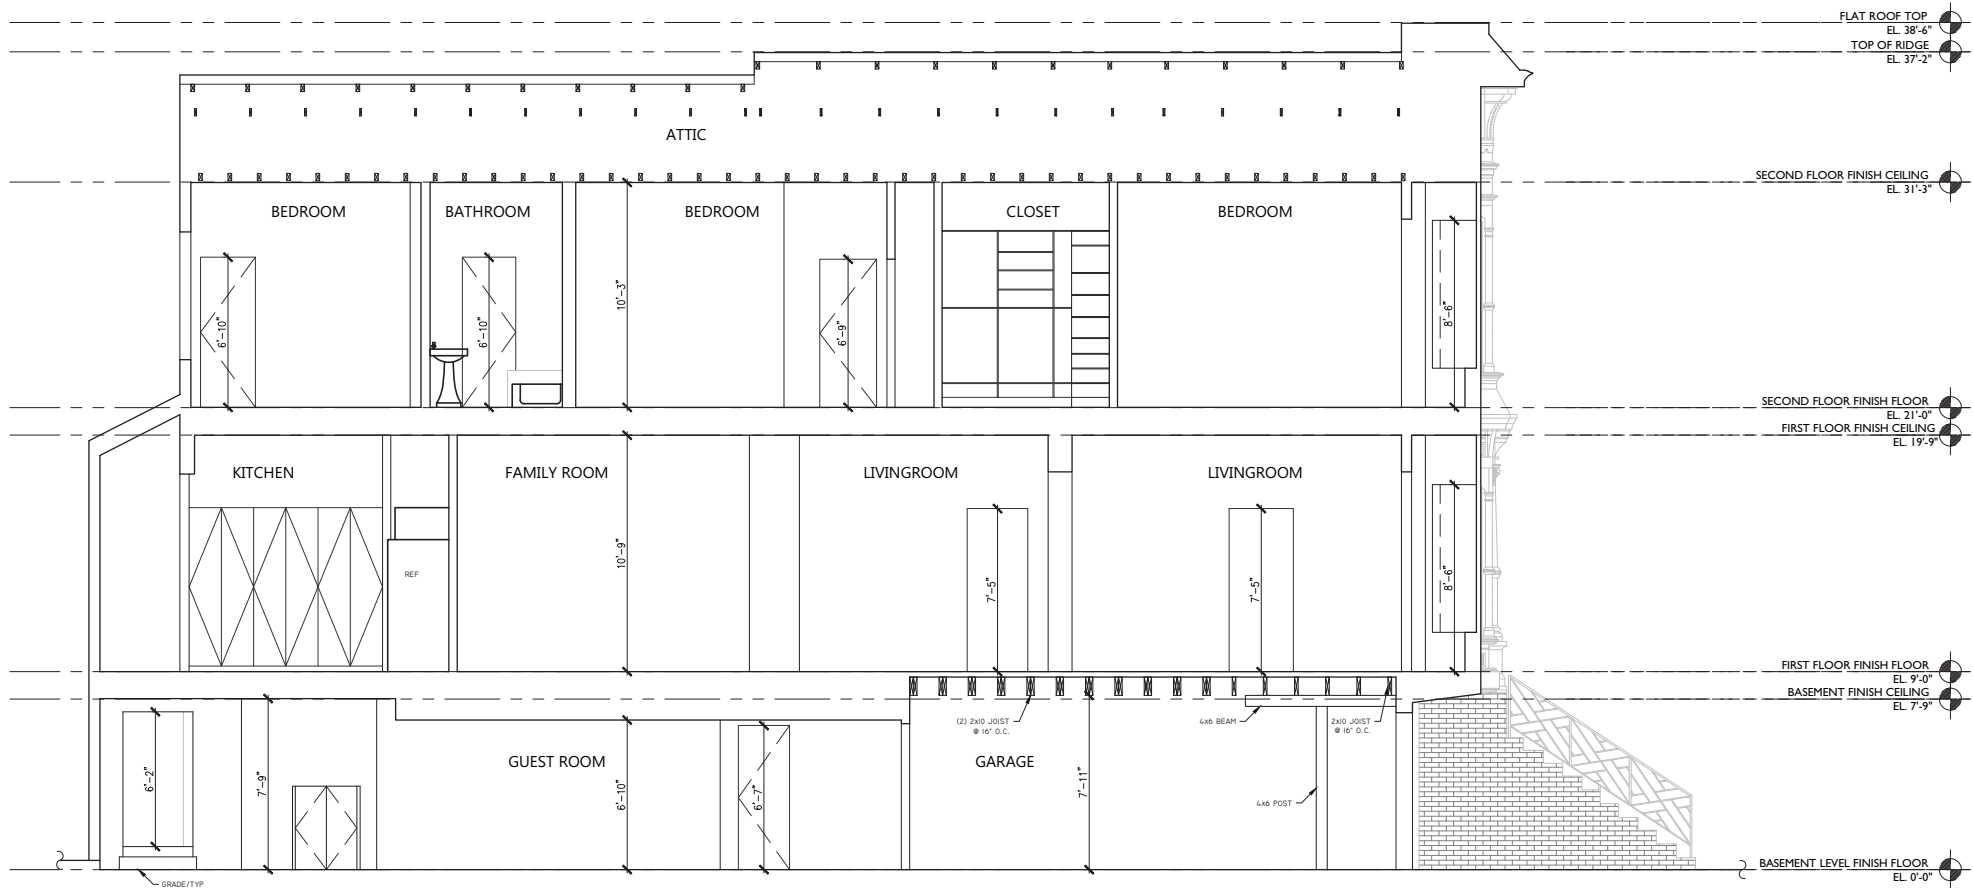 FLAT ROOF TOP
EL. 38'-6"
TOP OF RIDGE
EL. 37'-2"
ATTIC
SECOND FLOOR FINISH CEILING
EL. 31'-3"
BEDROOM
BATHROOM
BEDROOM
CLOSET
BEDROOM
6'-10"
6'-10"
10'-3"
6'-9"
8'-6"
SECOND FLOOR FINISH FLOOR
EL. 21'-0"
FIRST FLOOR FINISH CEILING
EL. 19'-9"
KITCHEN
FAMILY ROOM
LIVINGROOM
LIVINGROOM
REF
10'-9"
7'-5"
7'-5"
8'-6"
FIRST FLOOR FINISH FLOOR
EL. 9'-0"
BASEMENT FINISH CEILING
EL. 7'-9"
(2) 2x10 JOIST
@ 16" O.C.
4x6 BEAM
2x10 JOIST
@ 16" O.C.
GUEST ROOM
GARAGE
6'-2"
7'-9"
6'-10"
6'-7"
7'-11"
4x6 POST
BASEMENT LEVEL FINISH FLOOR
EL. 0'-0"
GRADE/TYP